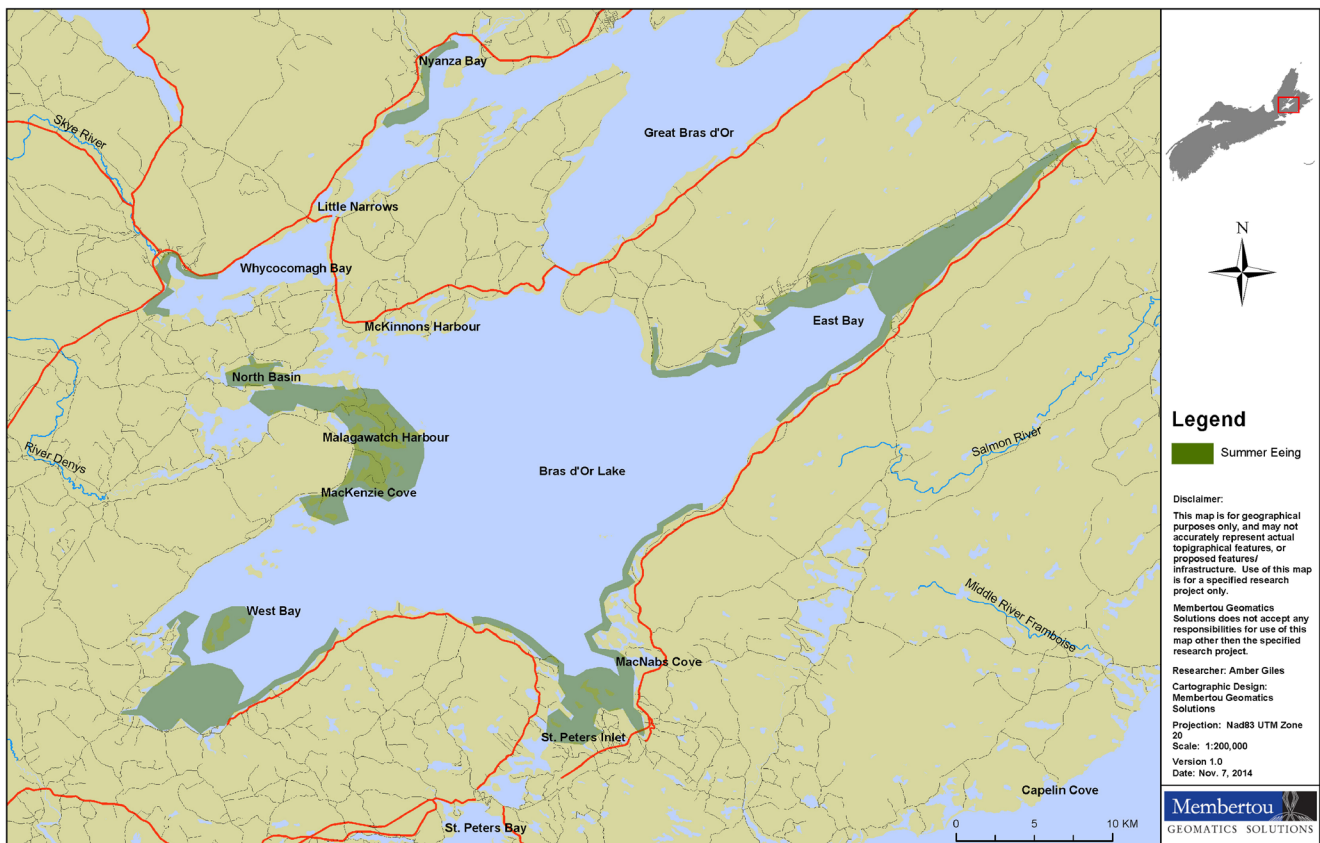 Nyanza Bay
Skye River
Great Bras d'Or
Little Narrows
Whycocomagh Bay
McKinnons Harbour
East Bay
North Basin
Malagawatch Harbour
River Denys
Bras d'Or Lake
MacKenzie Cove
Salmon River
West Bay
Middle River Framboise
MacNabs Cove
St. Peters Inlet
Capelin Cove
St. Peters Bay
0 5 10 KM
N
Legend
Summer Eeing
Disclaimer:
This map is for geographical
purposes only, and may not
accurately represent actual
topigraphical features, or
proposed features/
infrastructure. Use of this map
is for a specified research
project only.
Membertou Geomatics
Solutions does not accept any
responsibilities for use of this
map other then the specified
research project.
Researcher: Amber Giles
Cartographic Design:
Membertou Geomatics
Solutions
Projection: Nad83 UTM Zone
20
Scale: 1:200,000
Version 1.0
Date: Nov. 7, 2014
Membertou
GEOMATICS SOLUTIONS